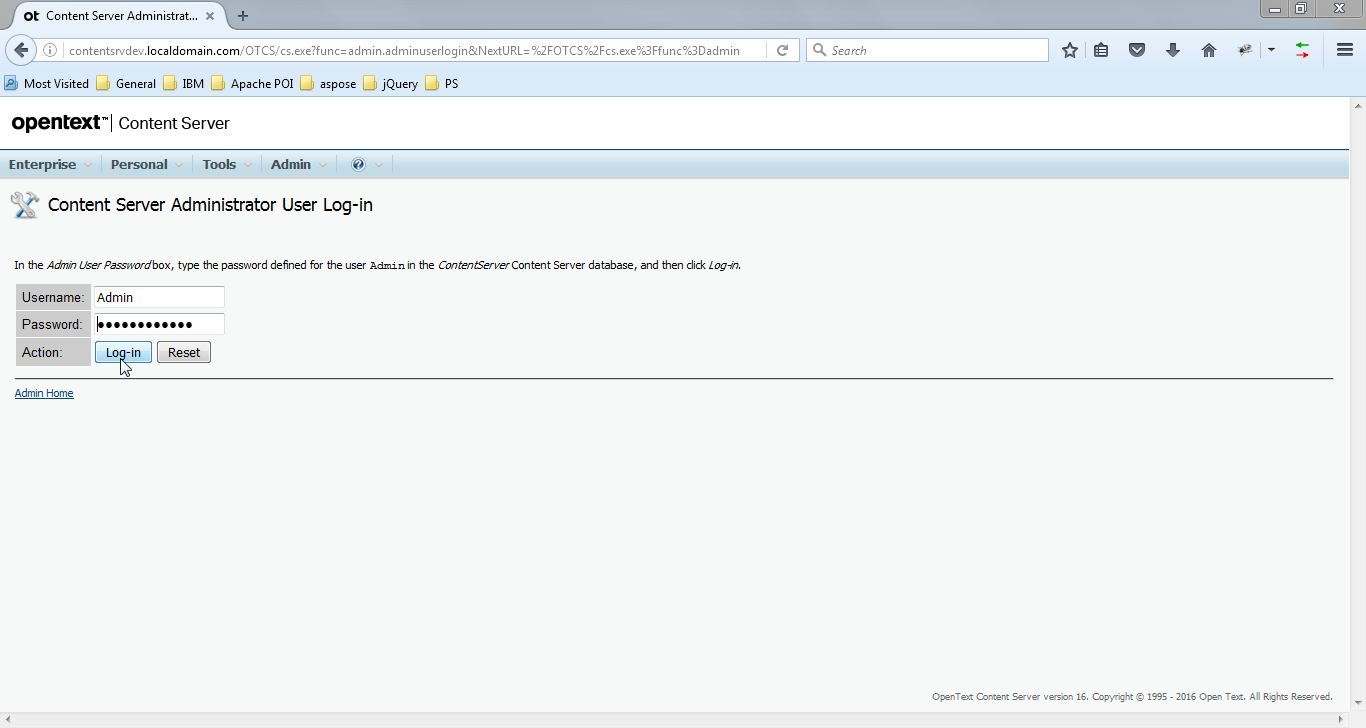 ot Content Server Administrat...
contentsrvdev.localdomain.com/OTCS/cs.exe?func=admin.adminuserlogin&NextURL=%2FOTCS%2Fcs.exe%3Ffunc%3Dadmin
Search
Most Visited General IBM Apache POI aspose jQuery PS
opentext™ | Content Server
Enterprise Personal Tools Admin ?
Content Server Administrator User Log-in
In the Admin User Password box, type the password defined for the user Admin in the ContentServer Content Server database, and then click Log-in.
Username: Admin
Password: ●●●●●●●●●●●●
Action: Log-in Reset
Admin Home
OpenText Content Server version 16. Copyright © 1995 - 2016 Open Text. All Rights Reserved.